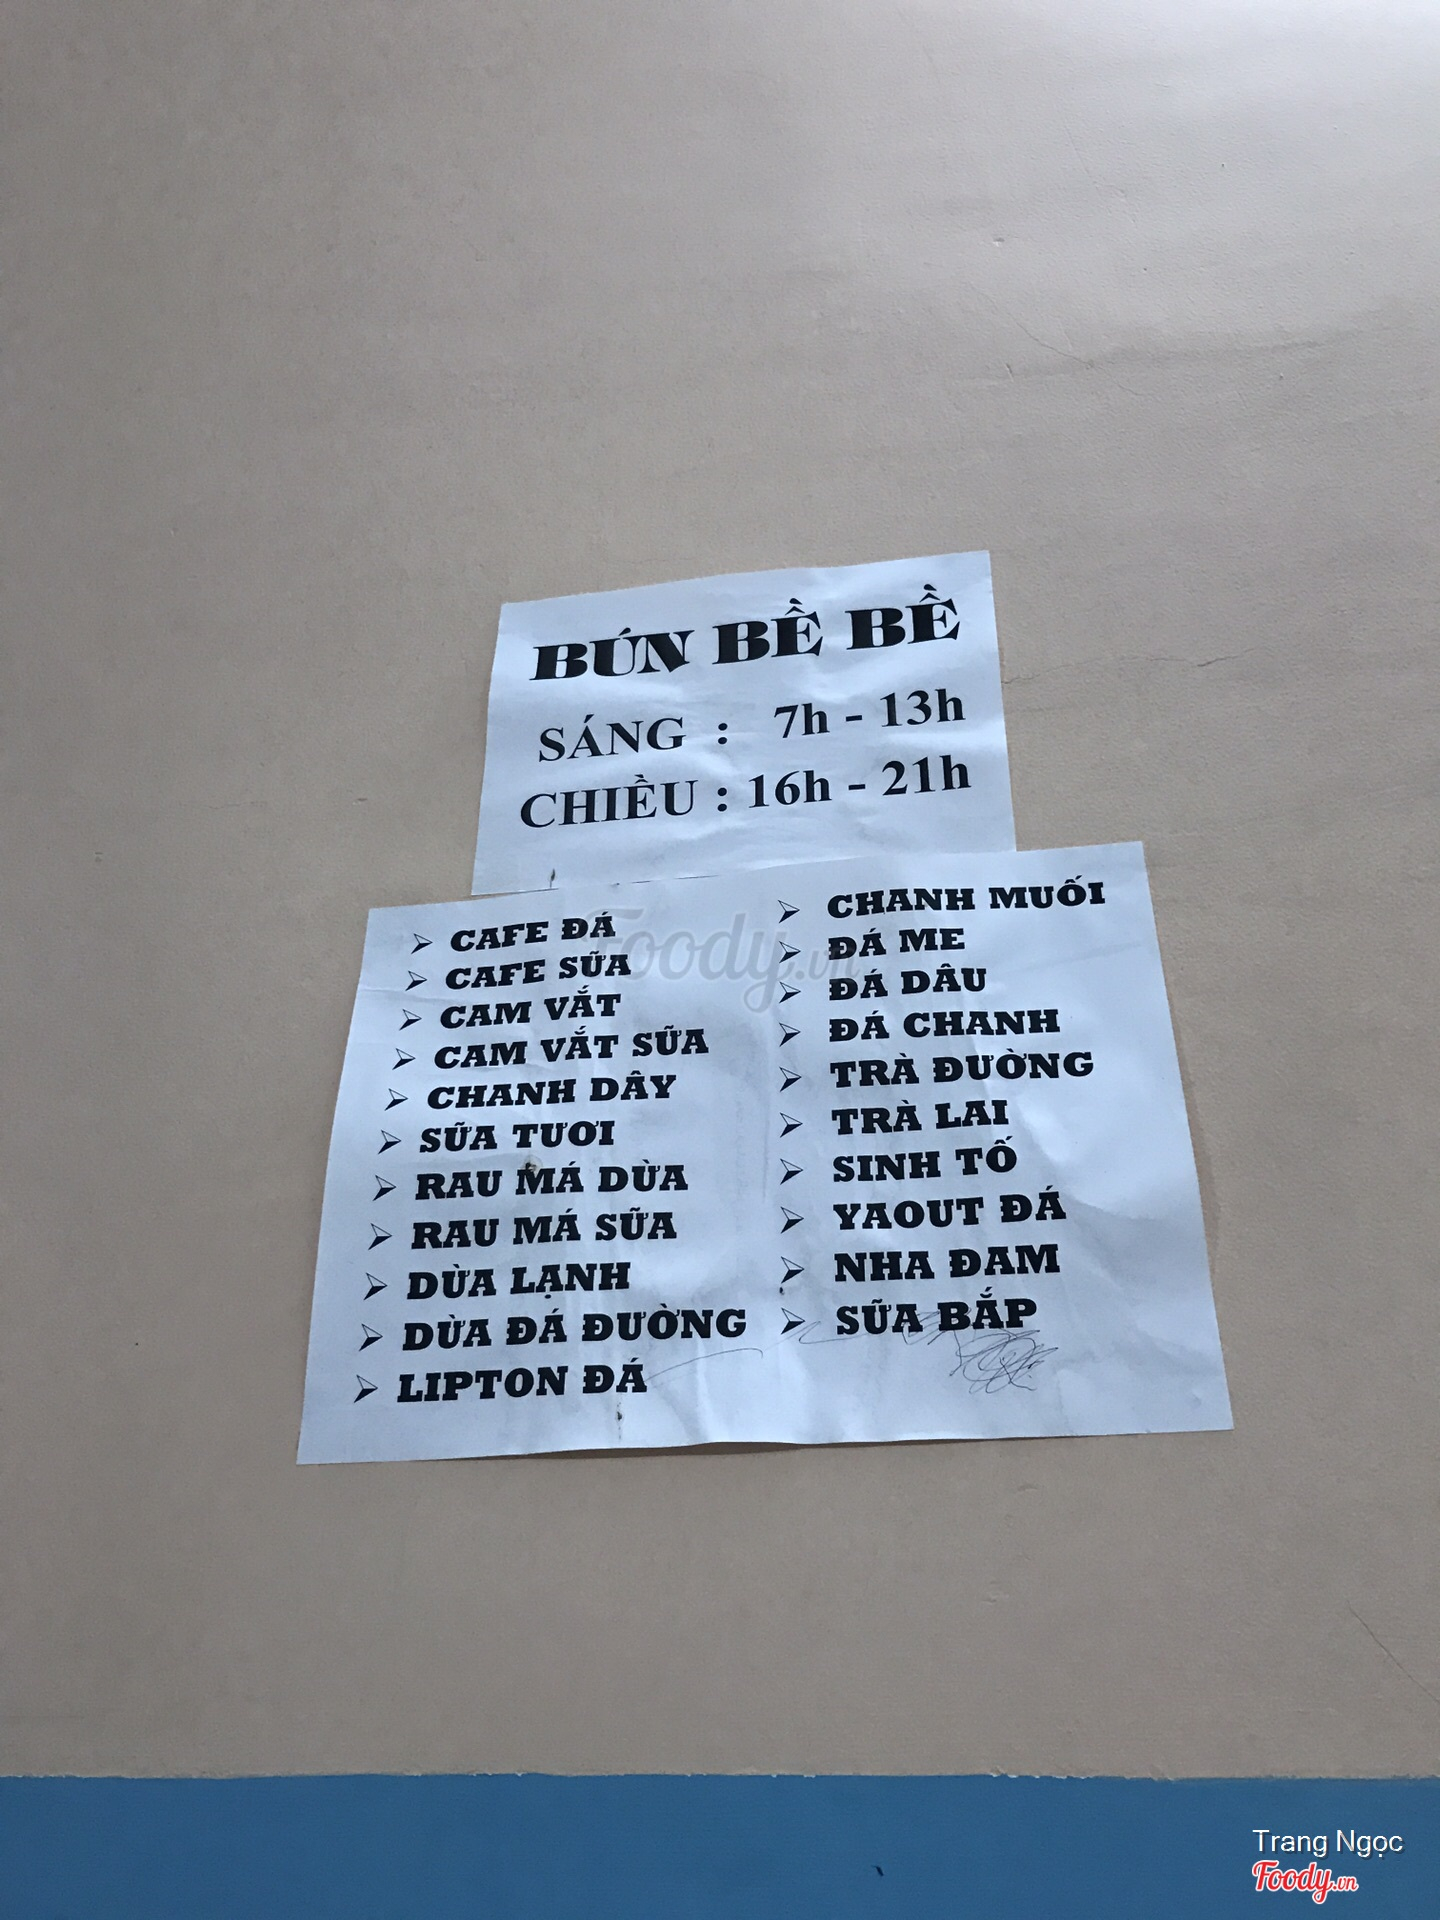 BÚN BỀ BỀ
SÁNG : 7h - 13h
CHIỀU : 16h - 21h
CAFE ĐÁ
CAFE SỮA
CAM VẮT
CAM VẮT SỮA
CHANH DÂY
SỮA TƯƠI
RAU MÁ DỪA
RAU MÁ SỮA
DỪA LẠNH
DỪA ĐÁ ĐƯỜNG
LIPTON ĐÁ
CHANH MUỐI
ĐÁ ME
ĐÁ DÂU
ĐÁ CHANH
TRÀ ĐƯỜNG
TRÀ LAI
SINH TỐ
YAOUT ĐÁ
NHA ĐAM
SỮA BẮP
Foody.vn
Trang Ngọc
Foody.vn